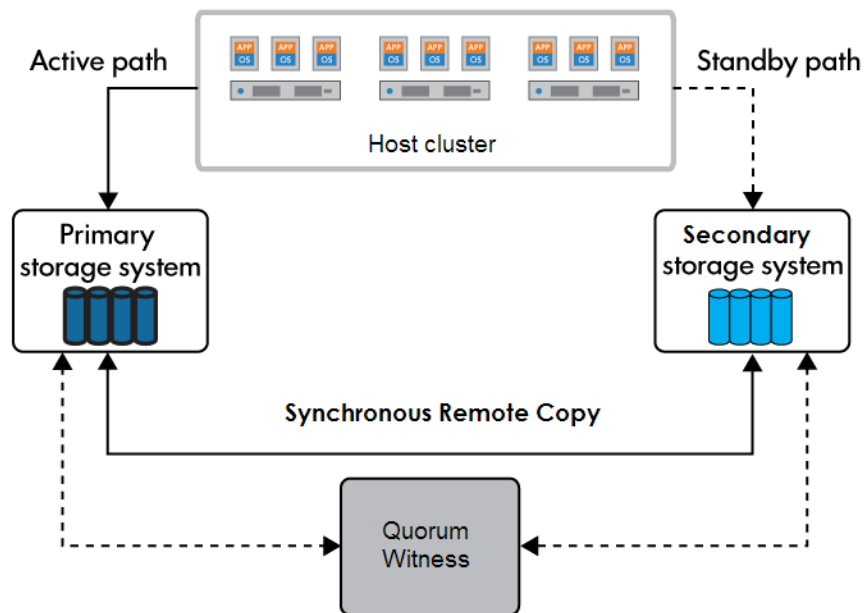 APP APP APP APP APP APP APP APP APP
OS OS OS OS OS OS OS OS OS
Active path
Standby path
Host cluster
Primary
storage system
Secondary
storage system
Synchronous Remote Copy
Quorum
Witness